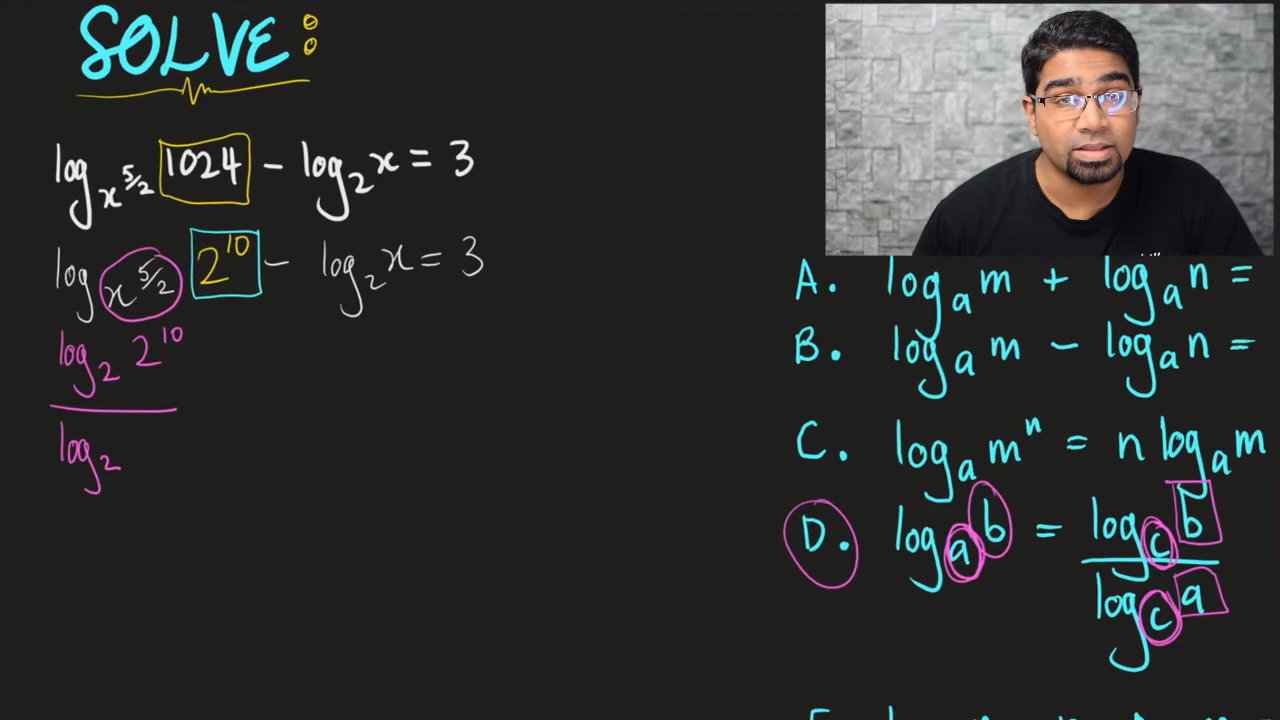 SOLVE:
log_{x^{5/2}} 1024 − log_2 x = 3
log_{x^{5/2}} 2^{10} − log_2 x = 3
log_2 2^{10}
log_2
A. log_a m + log_a n =
B. log_a m − log_a n =
C. log_a m^n = n log_a m
D. log_a b = log_c b / log_c a